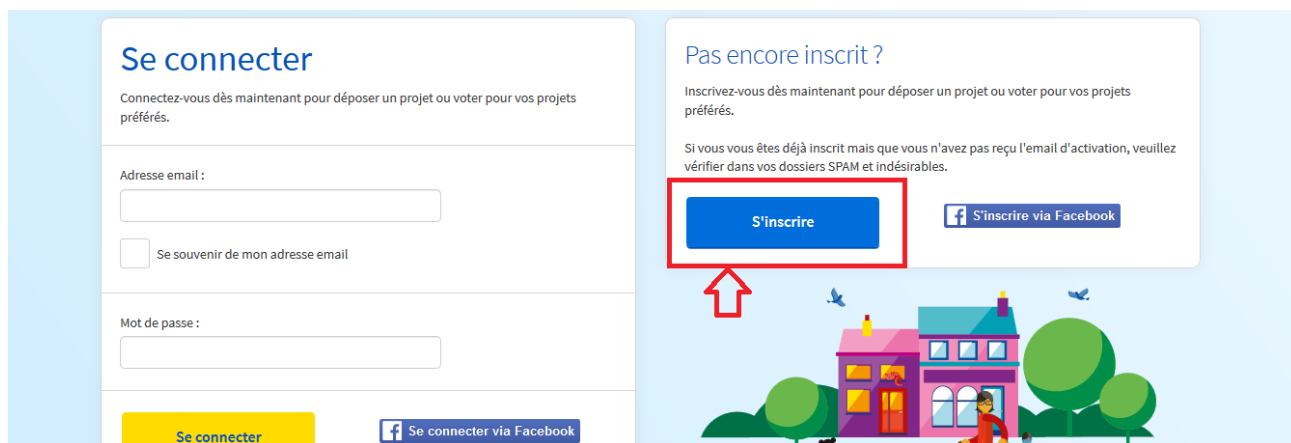 Se connecter
Connectez-vous dès maintenant pour déposer un projet ou voter pour vos projets
préférés.
Adresse email :
Se souvenir de mon adresse email
Mot de passe :
Se connecter
Se connecter via Facebook
Pas encore inscrit ?
Inscrivez-vous dès maintenant pour déposer un projet ou voter pour vos projets
préférés.
Si vous vous êtes déjà inscrit mais que vous n'avez pas reçu l'email d'activation, veuillez
vérifier dans vos dossiers SPAM et indésirables.
S'inscrire
S'inscrire via Facebook